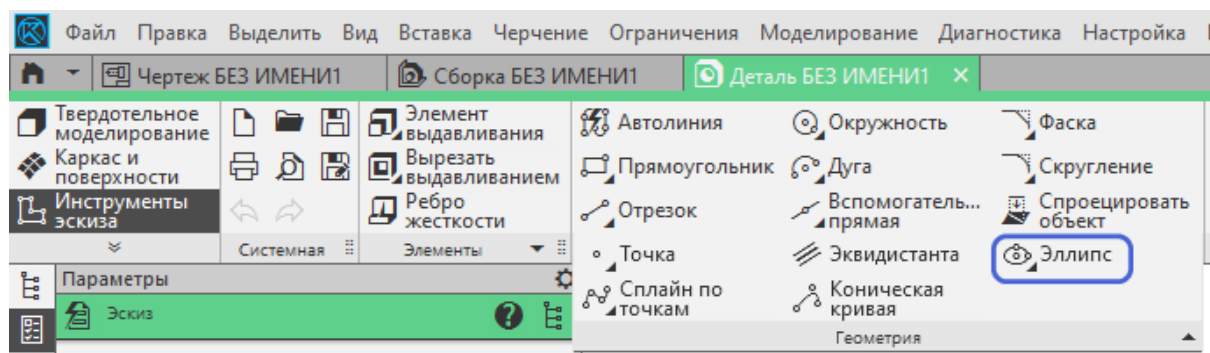 Файл Правка Выделить Вид Вставка Черчение Ограничения Моделирование Диагностика Настройка
Чертеж БЕЗ ИМЕНИ1 Сборка БЕЗ ИМЕНИ1 Деталь БЕЗ ИМЕНИ1
Твердотельное
моделирование
Каркас и
поверхности
Инструменты
эскиза
Системная
Элемент
выдавливания
Вырезать
выдавливанием
Ребро
жесткости
Элементы
Автолиния Окружность Фаска
Прямоугольник Дуга Скругление
Отрезок Вспомогатель...
прямая
Спроецировать
объект
Точка Эквидистанта Эллипс
Сплайн по
точкам
Коническая
кривая
Геометрия
Параметры
Эскиз